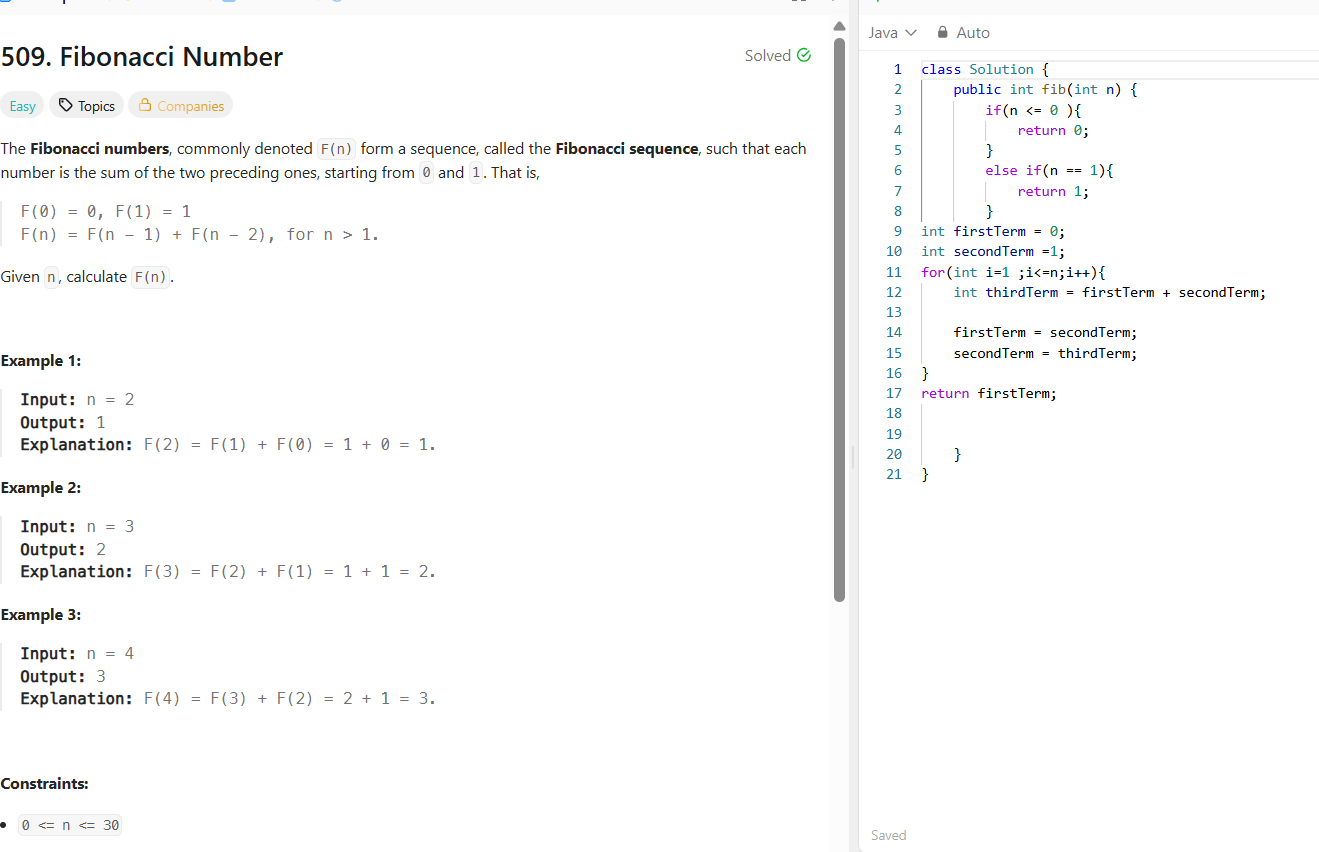 509. Fibonacci Number
Solved
Easy
Topics
Companies
The Fibonacci numbers, commonly denoted F(n) form a sequence, called the Fibonacci sequence, such that each
number is the sum of the two preceding ones, starting from 0 and 1. That is,
F(0) = 0, F(1) = 1
F(n) = F(n - 1) + F(n - 2), for n > 1.
Given n, calculate F(n).
Example 1:
Input: n = 2
Output: 1
Explanation: F(2) = F(1) + F(0) = 1 + 0 = 1.
Example 2:
Input: n = 3
Output: 2
Explanation: F(3) = F(2) + F(1) = 1 + 1 = 2.
Example 3:
Input: n = 4
Output: 3
Explanation: F(4) = F(3) + F(2) = 2 + 1 = 3.
Constraints:
• 0 <= n <= 30
Java
Auto
1 class Solution {
2     public int fib(int n) {
3         if(n <= 0 ){
4             return 0;
5         }
6         else if(n == 1){
7             return 1;
8         }
9 int firstTerm = 0;
10 int secondTerm =1;
11 for(int i=1 ;i<=n;i++){
12     int thirdTerm = firstTerm + secondTerm;
13
14     firstTerm = secondTerm;
15     secondTerm = thirdTerm;
16 }
17 return firstTerm;
18
19
20     }
21 }
Saved